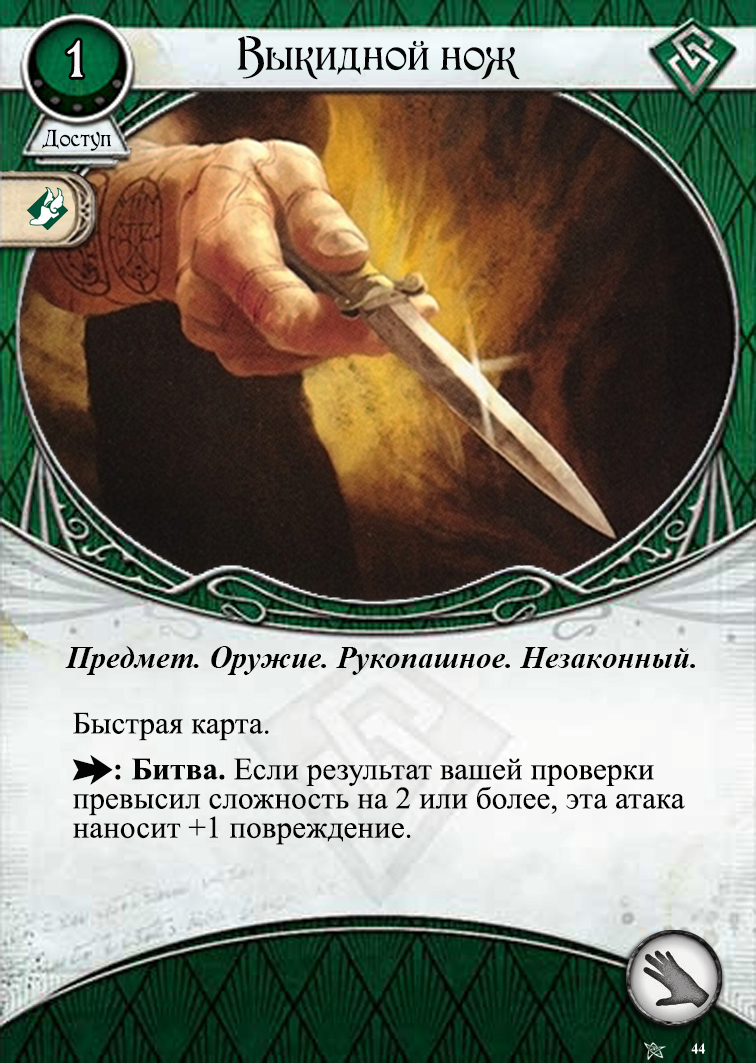 1
Выкидной нож
Доступ
Предмет. Оружие. Рукопашное. Незаконный.
Быстрая карта.
: Битва. Если результат вашей проверки
превысил сложность на 2 или более, эта атака
наносит +1 повреждение.
44